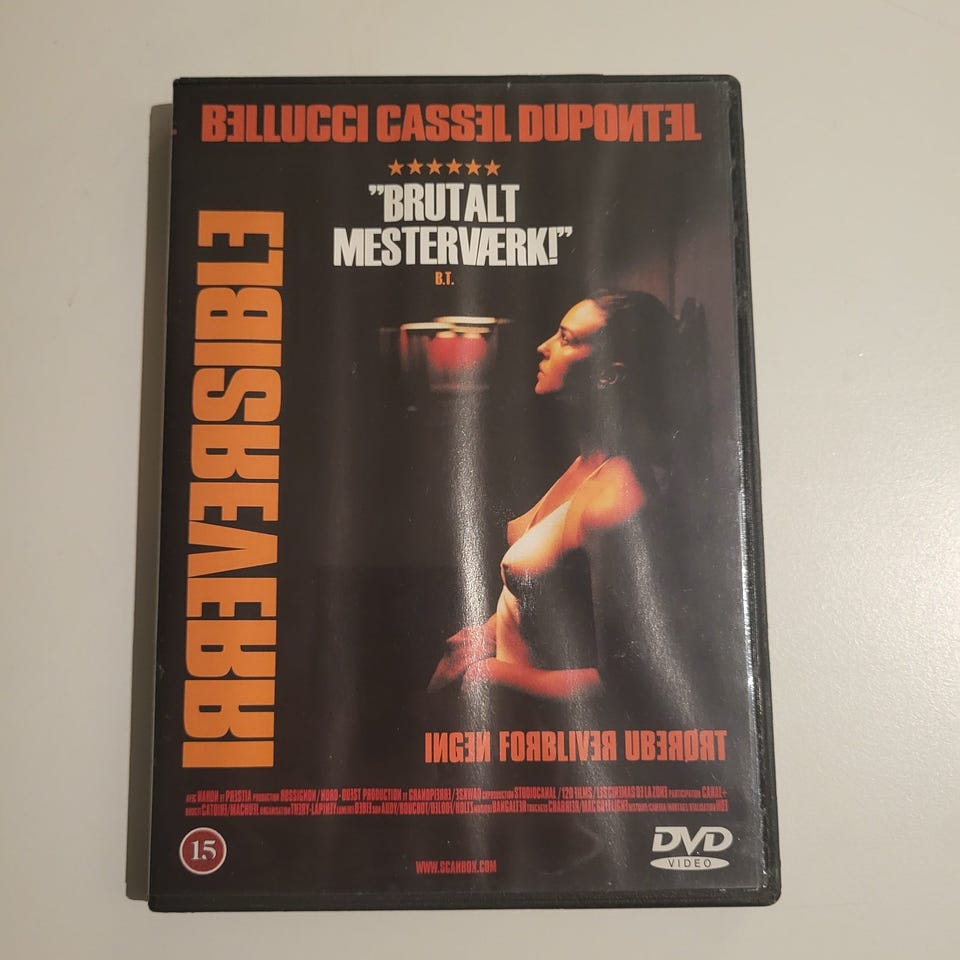 BELLUCCI CASSEL DUPONTEL
"BRUTALT
MESTERVÆRK!"
B.T.
IRREVERSIBLE
INGEN FORBLIVER UBERØRT
WWW.SCANBOX.COM
15
DVD
VIDEO